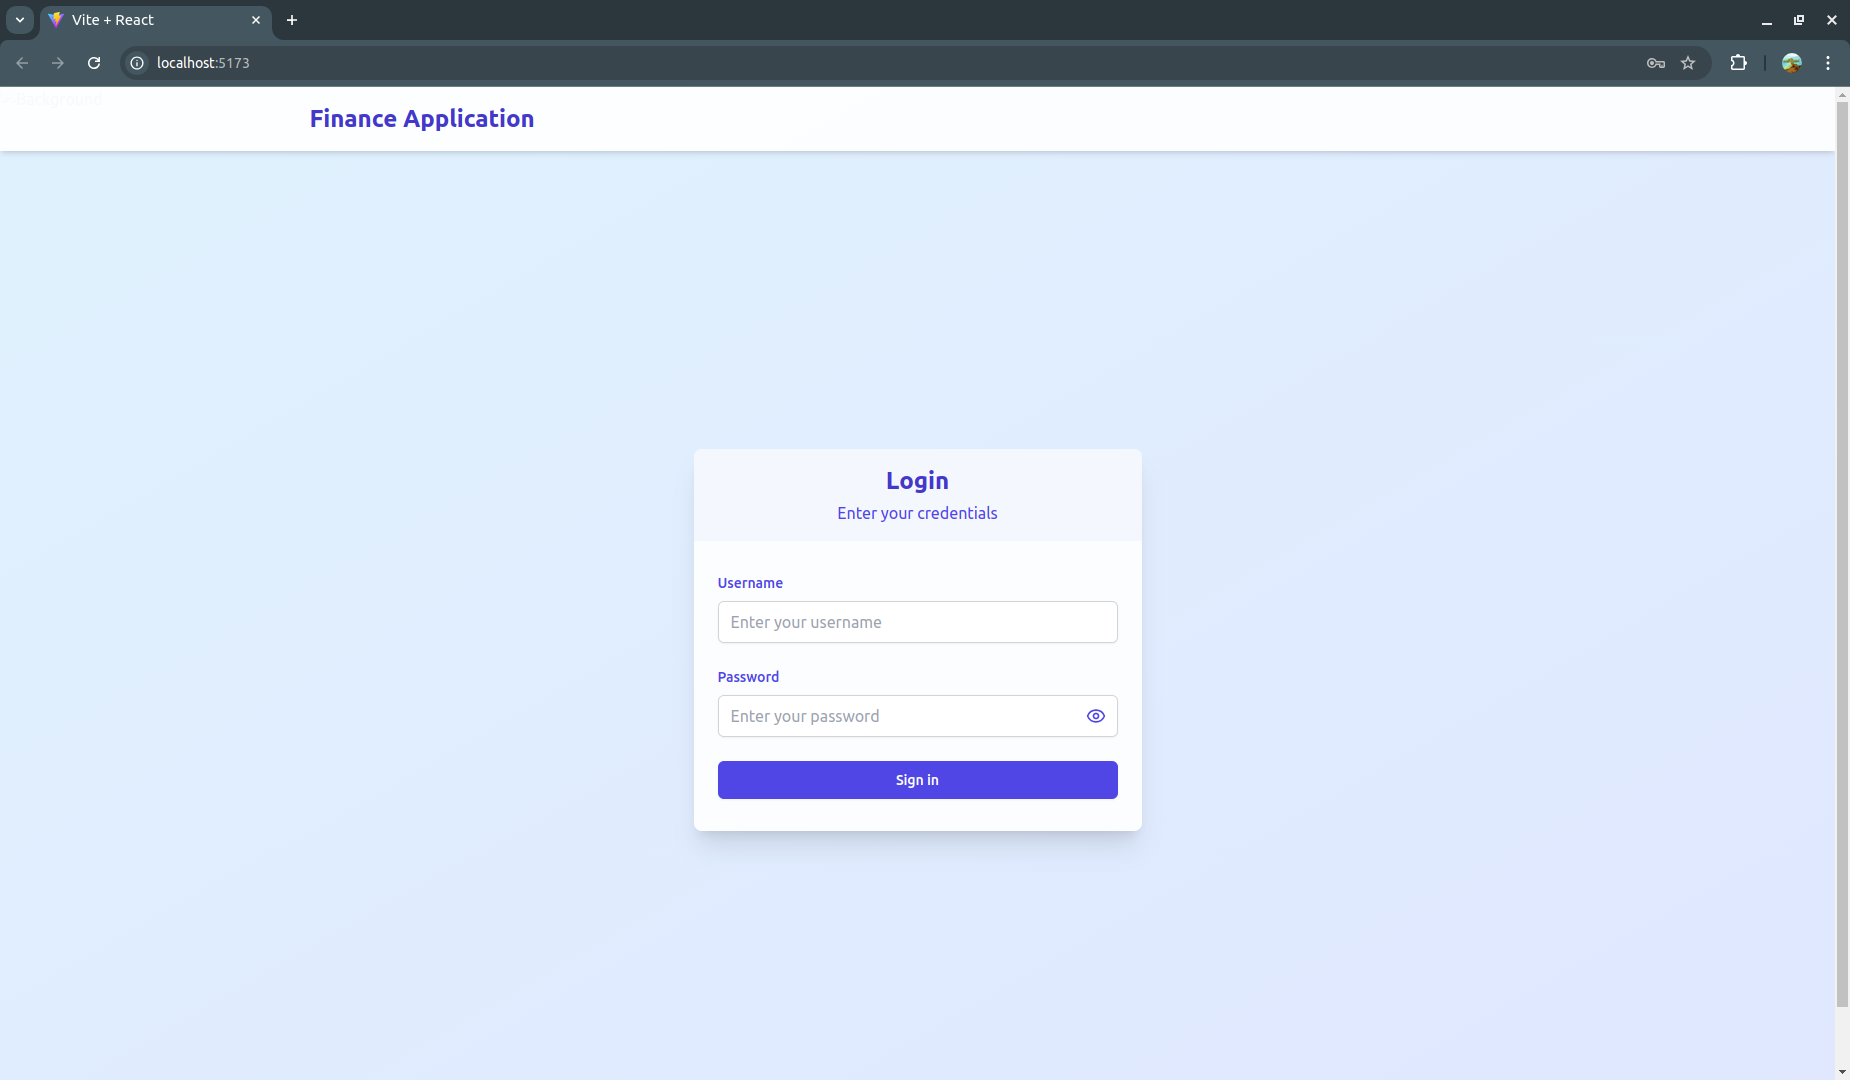 Vite + React
localhost:5173
Background
Finance Application
Login
Enter your credentials
Username
Enter your username
Password
Enter your password
Sign in